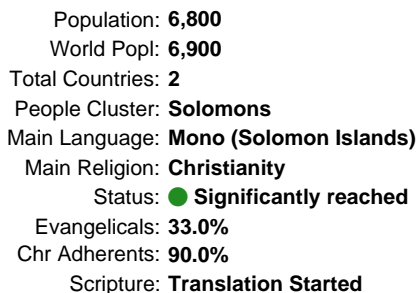 Population: 6,800
World Popl: 6,900
Total Countries: 2
People Cluster: Solomons
Main Language: Mono (Solomon Islands)
Main Religion: Christianity
Status: Significantly reached
Evangelicals: 33.0%
Chr Adherents: 90.0%
Scripture: Translation Started